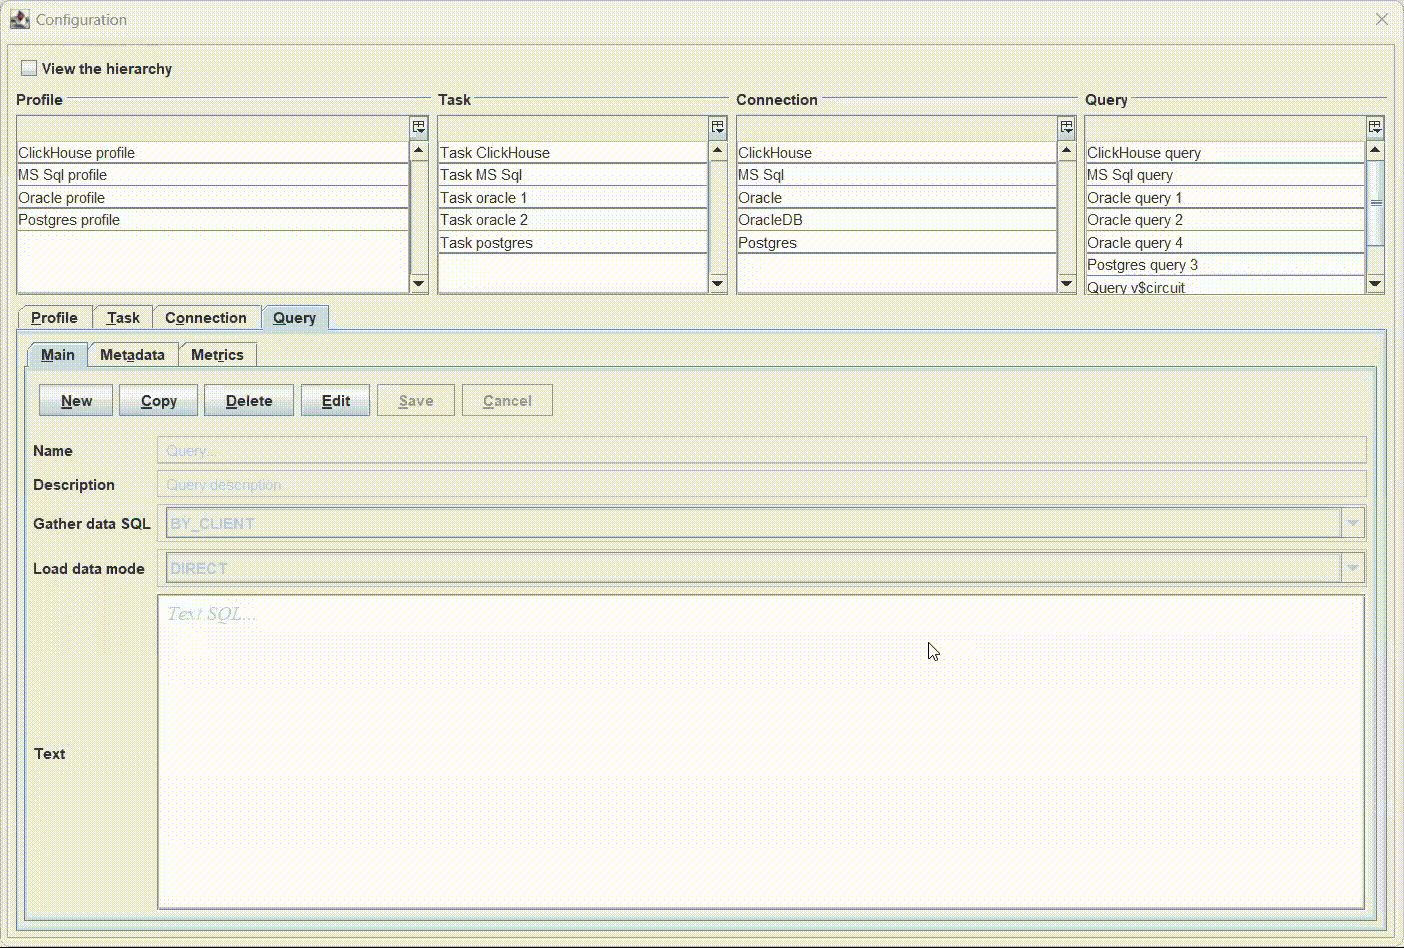 Configuration
View the hierarchy
Profile Task Connection Query
ClickHouse profile Task ClickHouse ClickHouse ClickHouse query
MS Sql profile Task MS Sql MS Sql MS Sql query
Oracle profile Task oracle 1 Oracle Oracle query 1
Postgres profile Task oracle 2 OracleDB Oracle query 2
Task postgres Postgres Oracle query 4
Postgres query 3
Query v$circuit
Profile Task Connection Query
Main Metadata Metrics
New Copy Delete Edit Save Cancel
Name Query...
Description Query description
Gather data SQL BY_CLIENT
Load data mode DIRECT
Text SQL...
Text